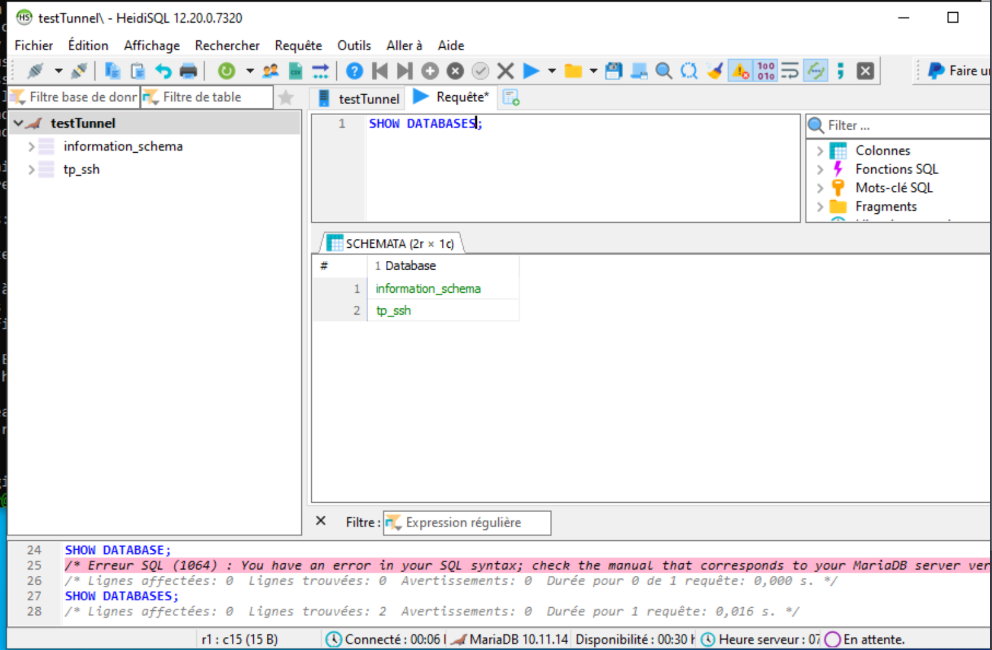 testTunnel\ - HeidiSQL 12.20.0.7320
Fichier Édition Affichage Rechercher Requête Outils Aller à Aide
Faire un
Filtre base de donr Filtre de table testTunnel Requête*
testTunnel
information_schema
tp_ssh
1 SHOW DATABASES;
Filter ...
Colonnes
Fonctions SQL
Mots-clé SQL
Fragments
SCHEMATA (2r × 1c)
# 1 Database
1 information_schema
2 tp_ssh
Filtre : Expression régulière
24 SHOW DATABASE;
25 /* Erreur SQL (1064) : You have an error in your SQL syntax; check the manual that corresponds to your MariaDB server ver
26 /* Lignes affectées: 0 Lignes trouvées: 0 Avertissements: 0 Durée pour 0 de 1 requête: 0,000 s. */
27 SHOW DATABASES;
28 /* Lignes affectées: 0 Lignes trouvées: 2 Avertissements: 0 Durée pour 1 requête: 0,016 s. */
r1 : c15 (15 B) Connecté : 00:06 MariaDB 10.11.14 Disponibilité : 00:30 Heure serveur : 07 En attente.